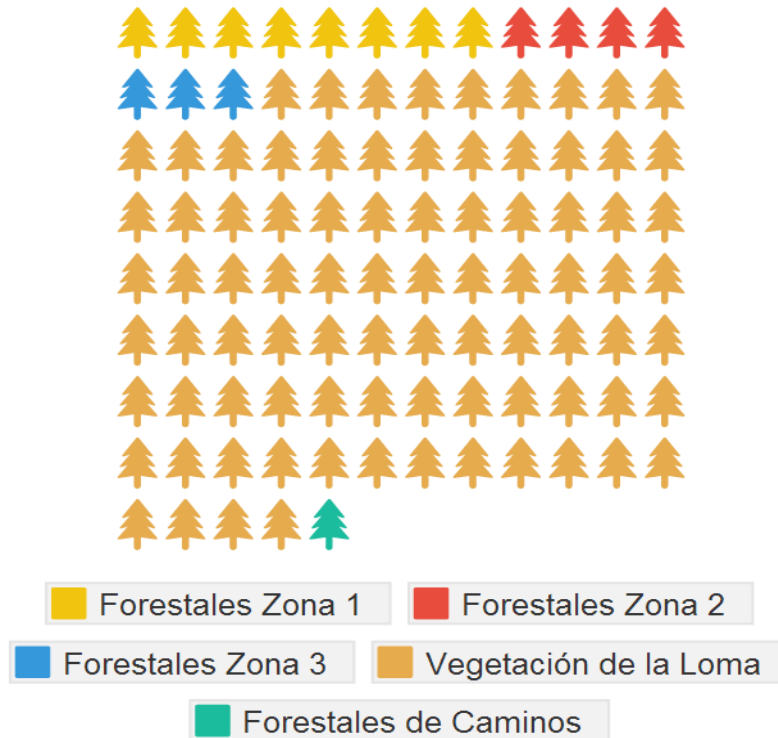 Forestales Zona 1 Forestales Zona 2
Forestales Zona 3 Vegetación de la Loma
Forestales de Caminos